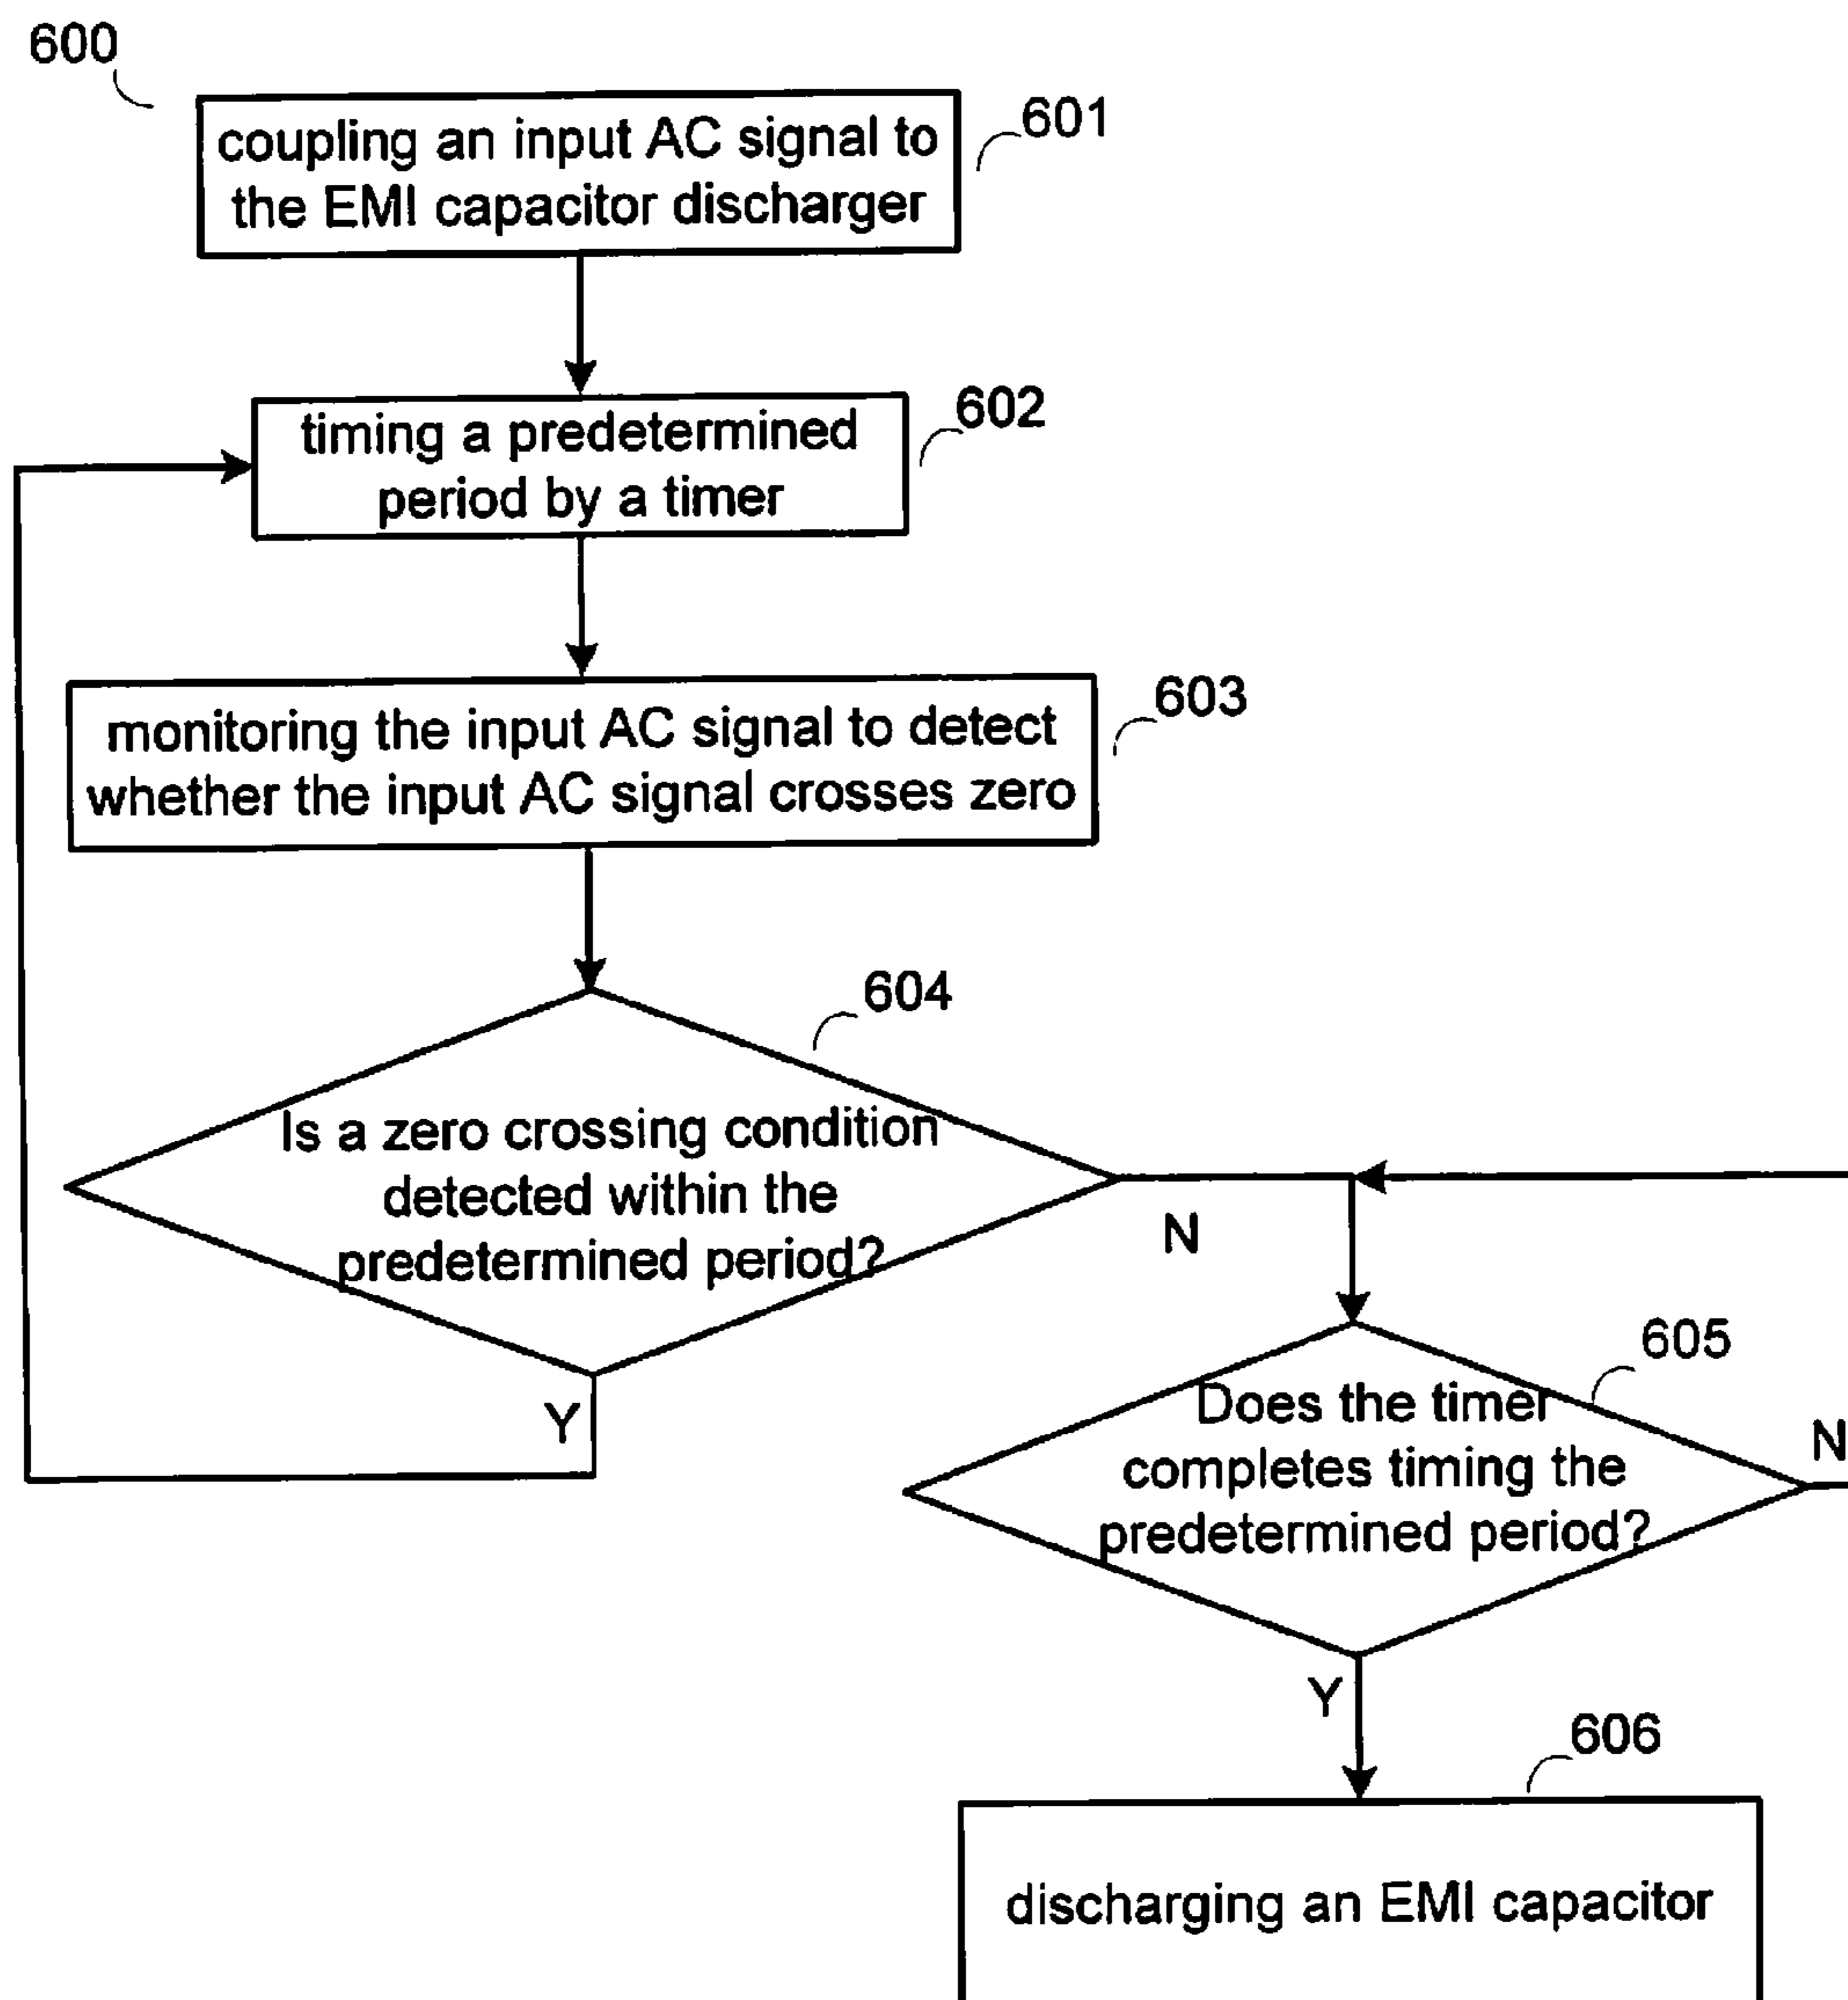 600
coupling an input AC signal to
the EMI capacitor discharger
601
timing a predetermined
period by a timer
602
monitoring the input AC signal to detect
whether the input AC signal crosses zero
603
604
Is a zero crossing condition
detected within the
predetermined period?
N
Y
605
Does the timer
completes timing the
predetermined period?
N
Y
606
discharging an EMI capacitor